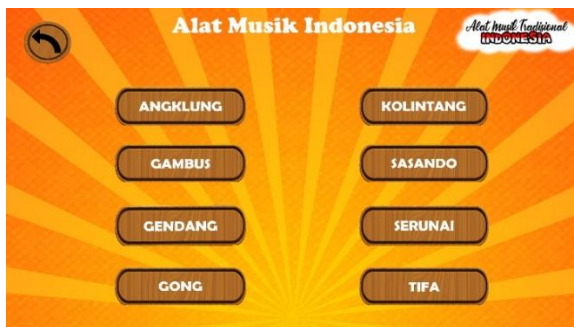 Alat Musik Indonesia
Alat Musik Tradisional
INDONESIA
ANGKLUNG
KOLINTANG
GAMBUS
SASANDO
GENDANG
SERUNAI
GONG
TIFA